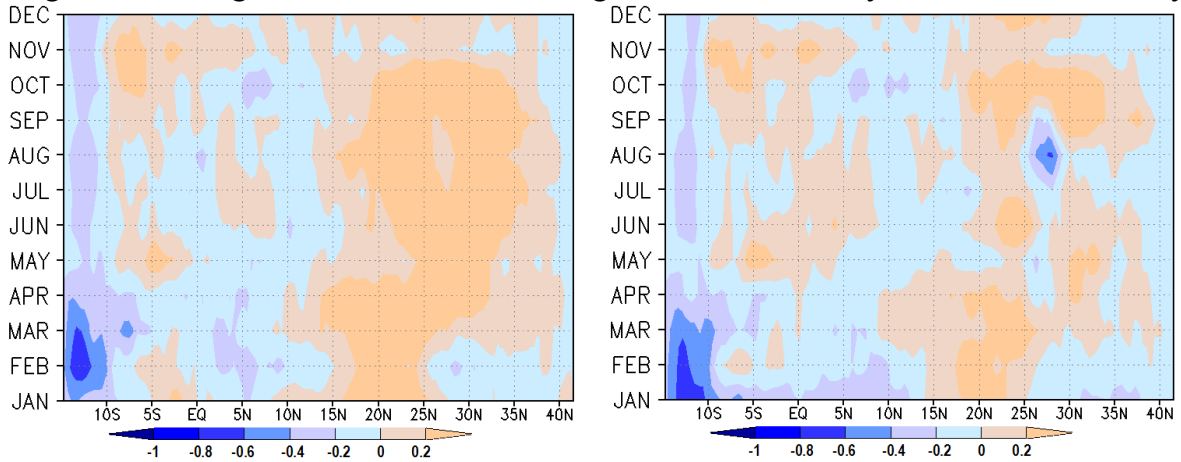 DEC
NOV
OCT
SEP
AUG
JUL
JUN
MAY
APR
MAR
FEB
JAN
10S 5S EQ 5N 10N 15N 20N 25N 30N 35N 40N
-1 -0.8 -0.6 -0.4 -0.2 0 0.2
DEC
NOV
OCT
SEP
AUG
JUL
JUN
MAY
APR
MAR
FEB
JAN
10S 5S EQ 5N 10N 15N 20N 25N 30N 35N 40N
-1 -0.8 -0.6 -0.4 -0.2 0 0.2